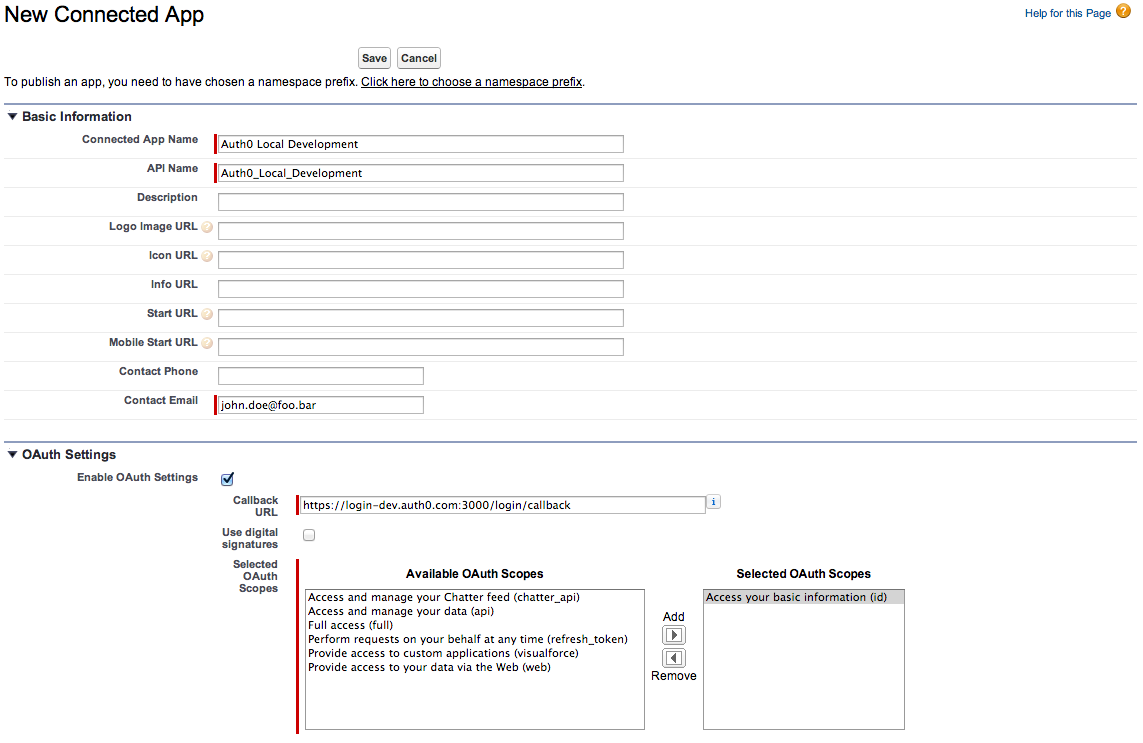 New Connected App
Help for this Page ?
Save Cancel
To publish an app, you need to have chosen a namespace prefix. Click here to choose a namespace prefix.
Basic Information
Connected App Name Auth0 Local Development
API Name Auth0_Local_Development
Description
Logo Image URL ?
Icon URL ?
Info URL
Start URL ?
Mobile Start URL ?
Contact Phone
Contact Email john.doe@foo.bar
OAuth Settings
Enable OAuth Settings
Callback
URL
https://login-dev.auth0.com:3000/login/callback i
Use digital
signatures
Selected
OAuth
Scopes
Available OAuth Scopes
Access and manage your Chatter feed (chatter_api)
Access and manage your data (api)
Full access (full)
Perform requests on your behalf at any time (refresh_token)
Provide access to custom applications (visualforce)
Provide access to your data via the Web (web)
Add
Remove
Selected OAuth Scopes
Access your basic information (id)